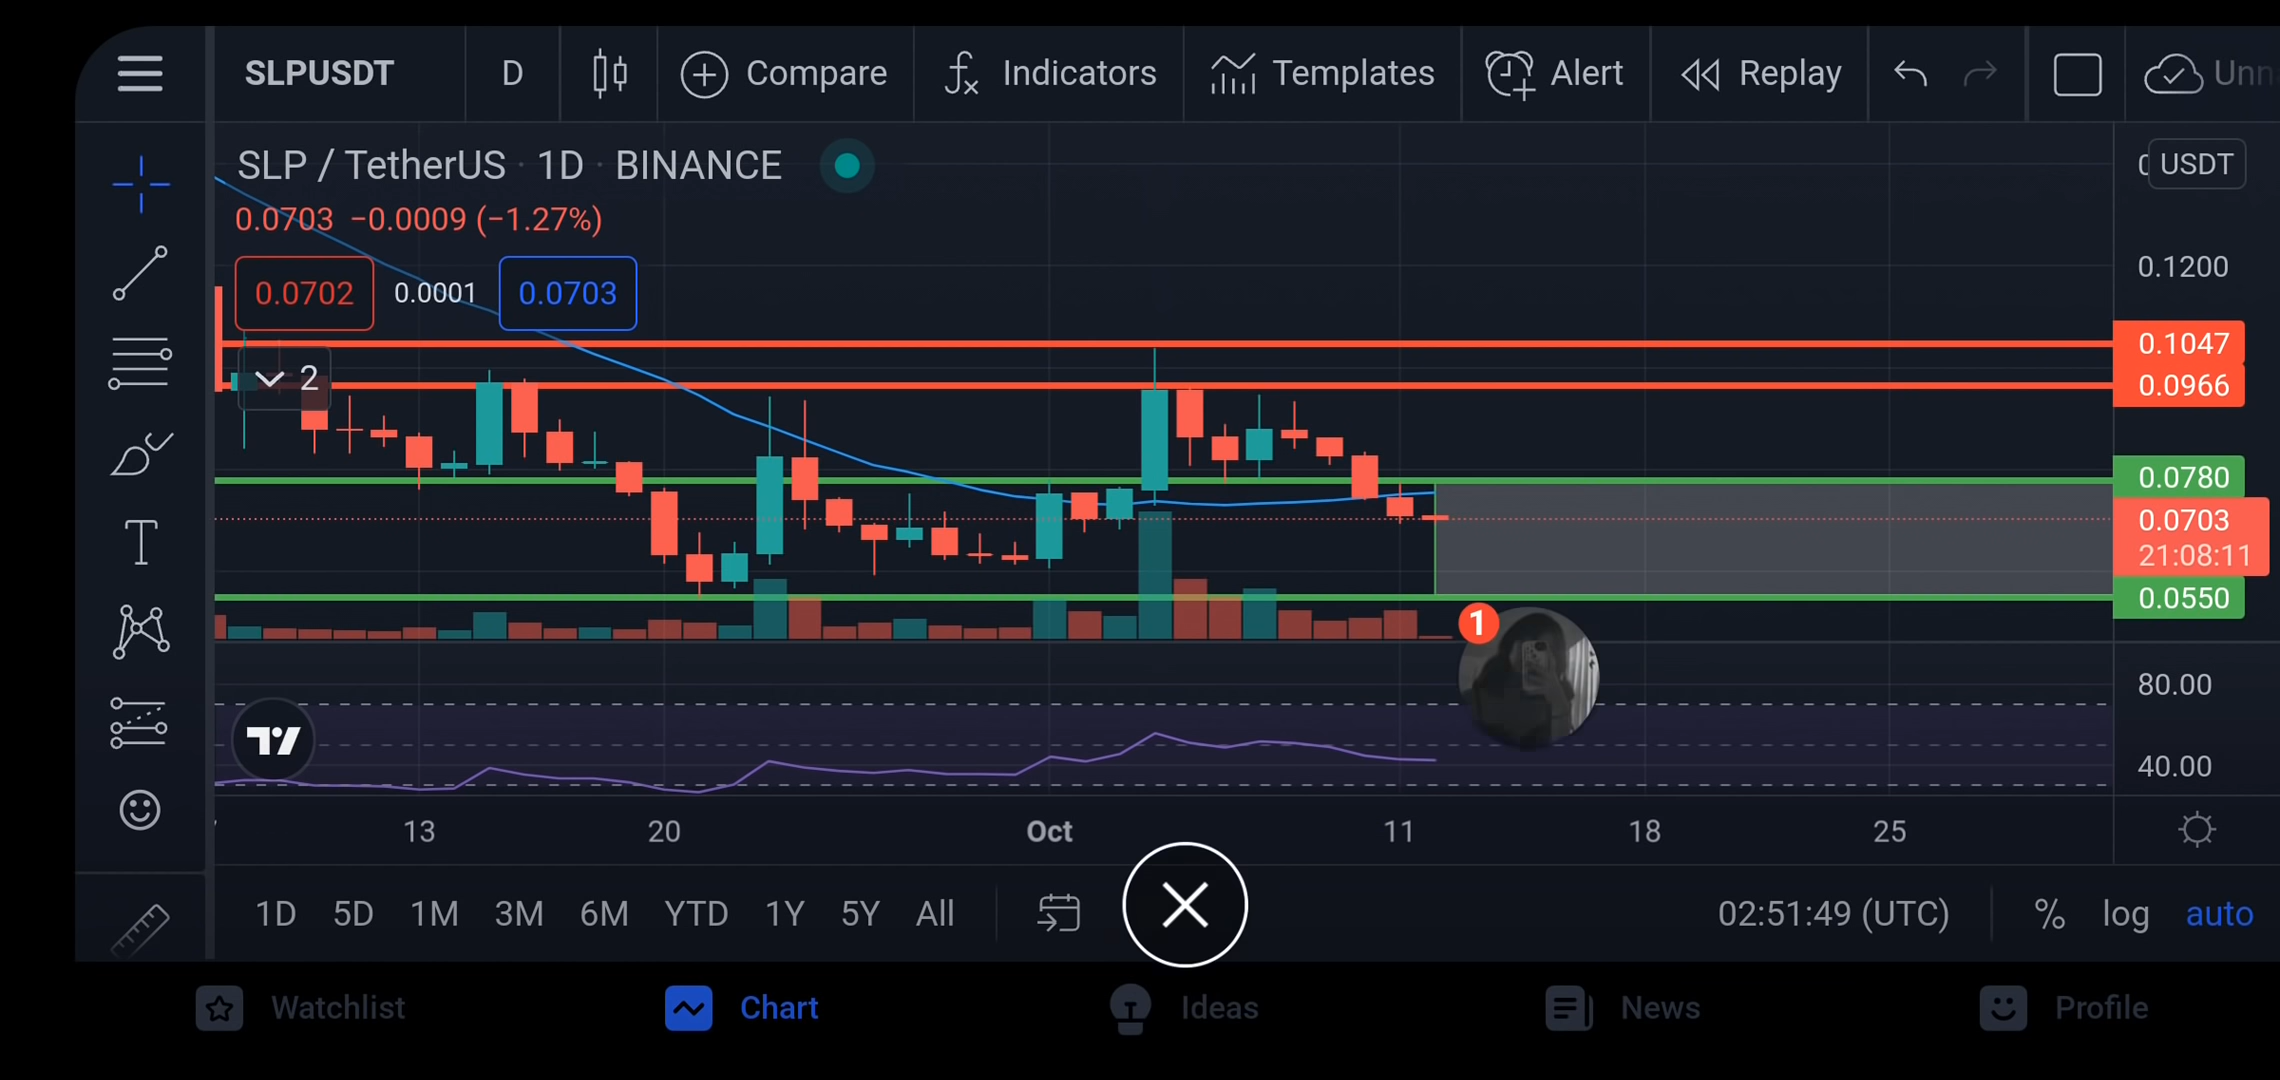 SLPUSDT D Compare Indicators Templates Alert Replay
SLP / TetherUS · 1D · BINANCE
USDT
0.0703 −0.0009 (−1.27%)
0.1200
0.0702 0.0001 0.0703
0.1047
2
0.0966
0.0780
0.0703
21:08:11
0.0550
1
80.00
40.00
13 20 Oct 11 18 25
1D 5D 1M 3M 6M YTD 1Y 5Y All 02:51:49 (UTC) % log auto
Watchlist Chart Ideas News Profile